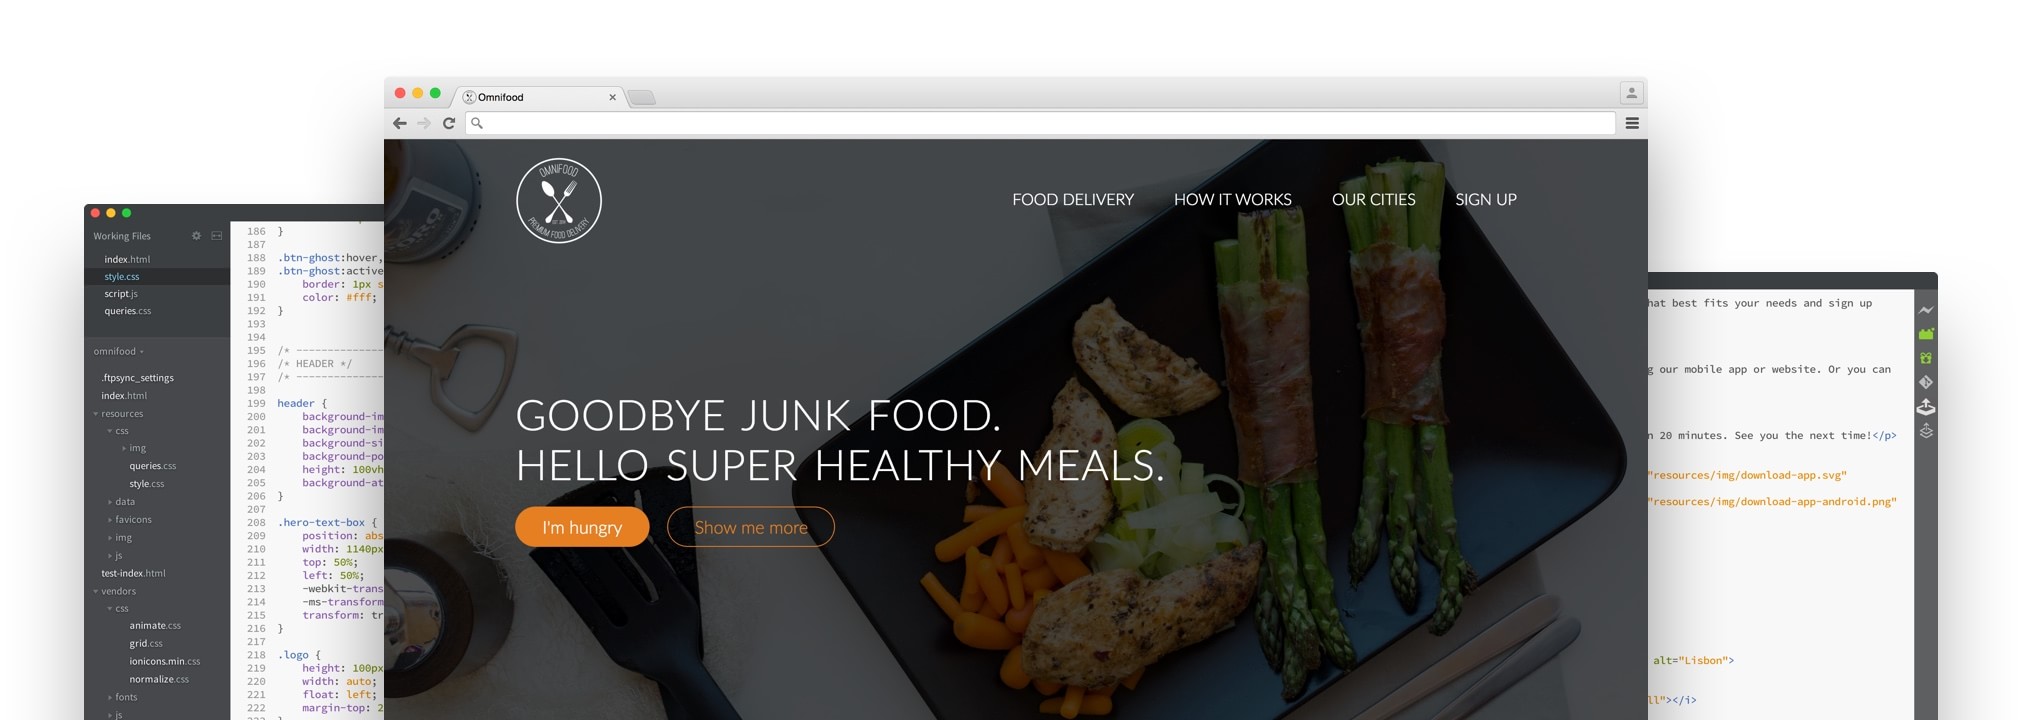 Omnifood
OMNIFOOD
PREMIUM FOOD DELIVERY
FOOD DELIVERY
HOW IT WORKS
OUR CITIES
SIGN UP
GOODBYE JUNK FOOD.
HELLO SUPER HEALTHY MEALS.
I'm hungry
Show me more
Working Files
index.html
style.css
script.js
queries.css
omnifood
.ftpsync_settings
index.html
resources
css
img
queries.css
style.css
data
favicons
img
js
test-index.html
vendors
css
animate.css
grid.css
ionicons.min.css
normalize.css
fonts
js
186 }
187
188 .btn-ghost:hover,
189 .btn-ghost:active
190 border: 1px s
191 color: #fff;
192 }
193
194
195 /* --------------
196 /* HEADER */
197 /* --------------
198
199 header {
200 background-im
201 background-im
202 background-si
203 background-po
204 height: 100vh
205 background-at
206 }
207
208 .hero-text-box {
209 position: abs
210 width: 1140px
211 top: 50%;
212 left: 50%;
213 -webkit-trans
214 -ms-transform
215 transform: tr
216 }
217
218 .logo {
219 height: 100px
220 width: auto;
221 float: left;
222 margin-top: 2
hat best fits your needs and sign up
g our mobile app or website. Or you can
n 20 minutes. See you the next time!</p>
"resources/img/download-app.svg"
"resources/img/download-app-android.png"
alt="Lisbon">
ll"></i>